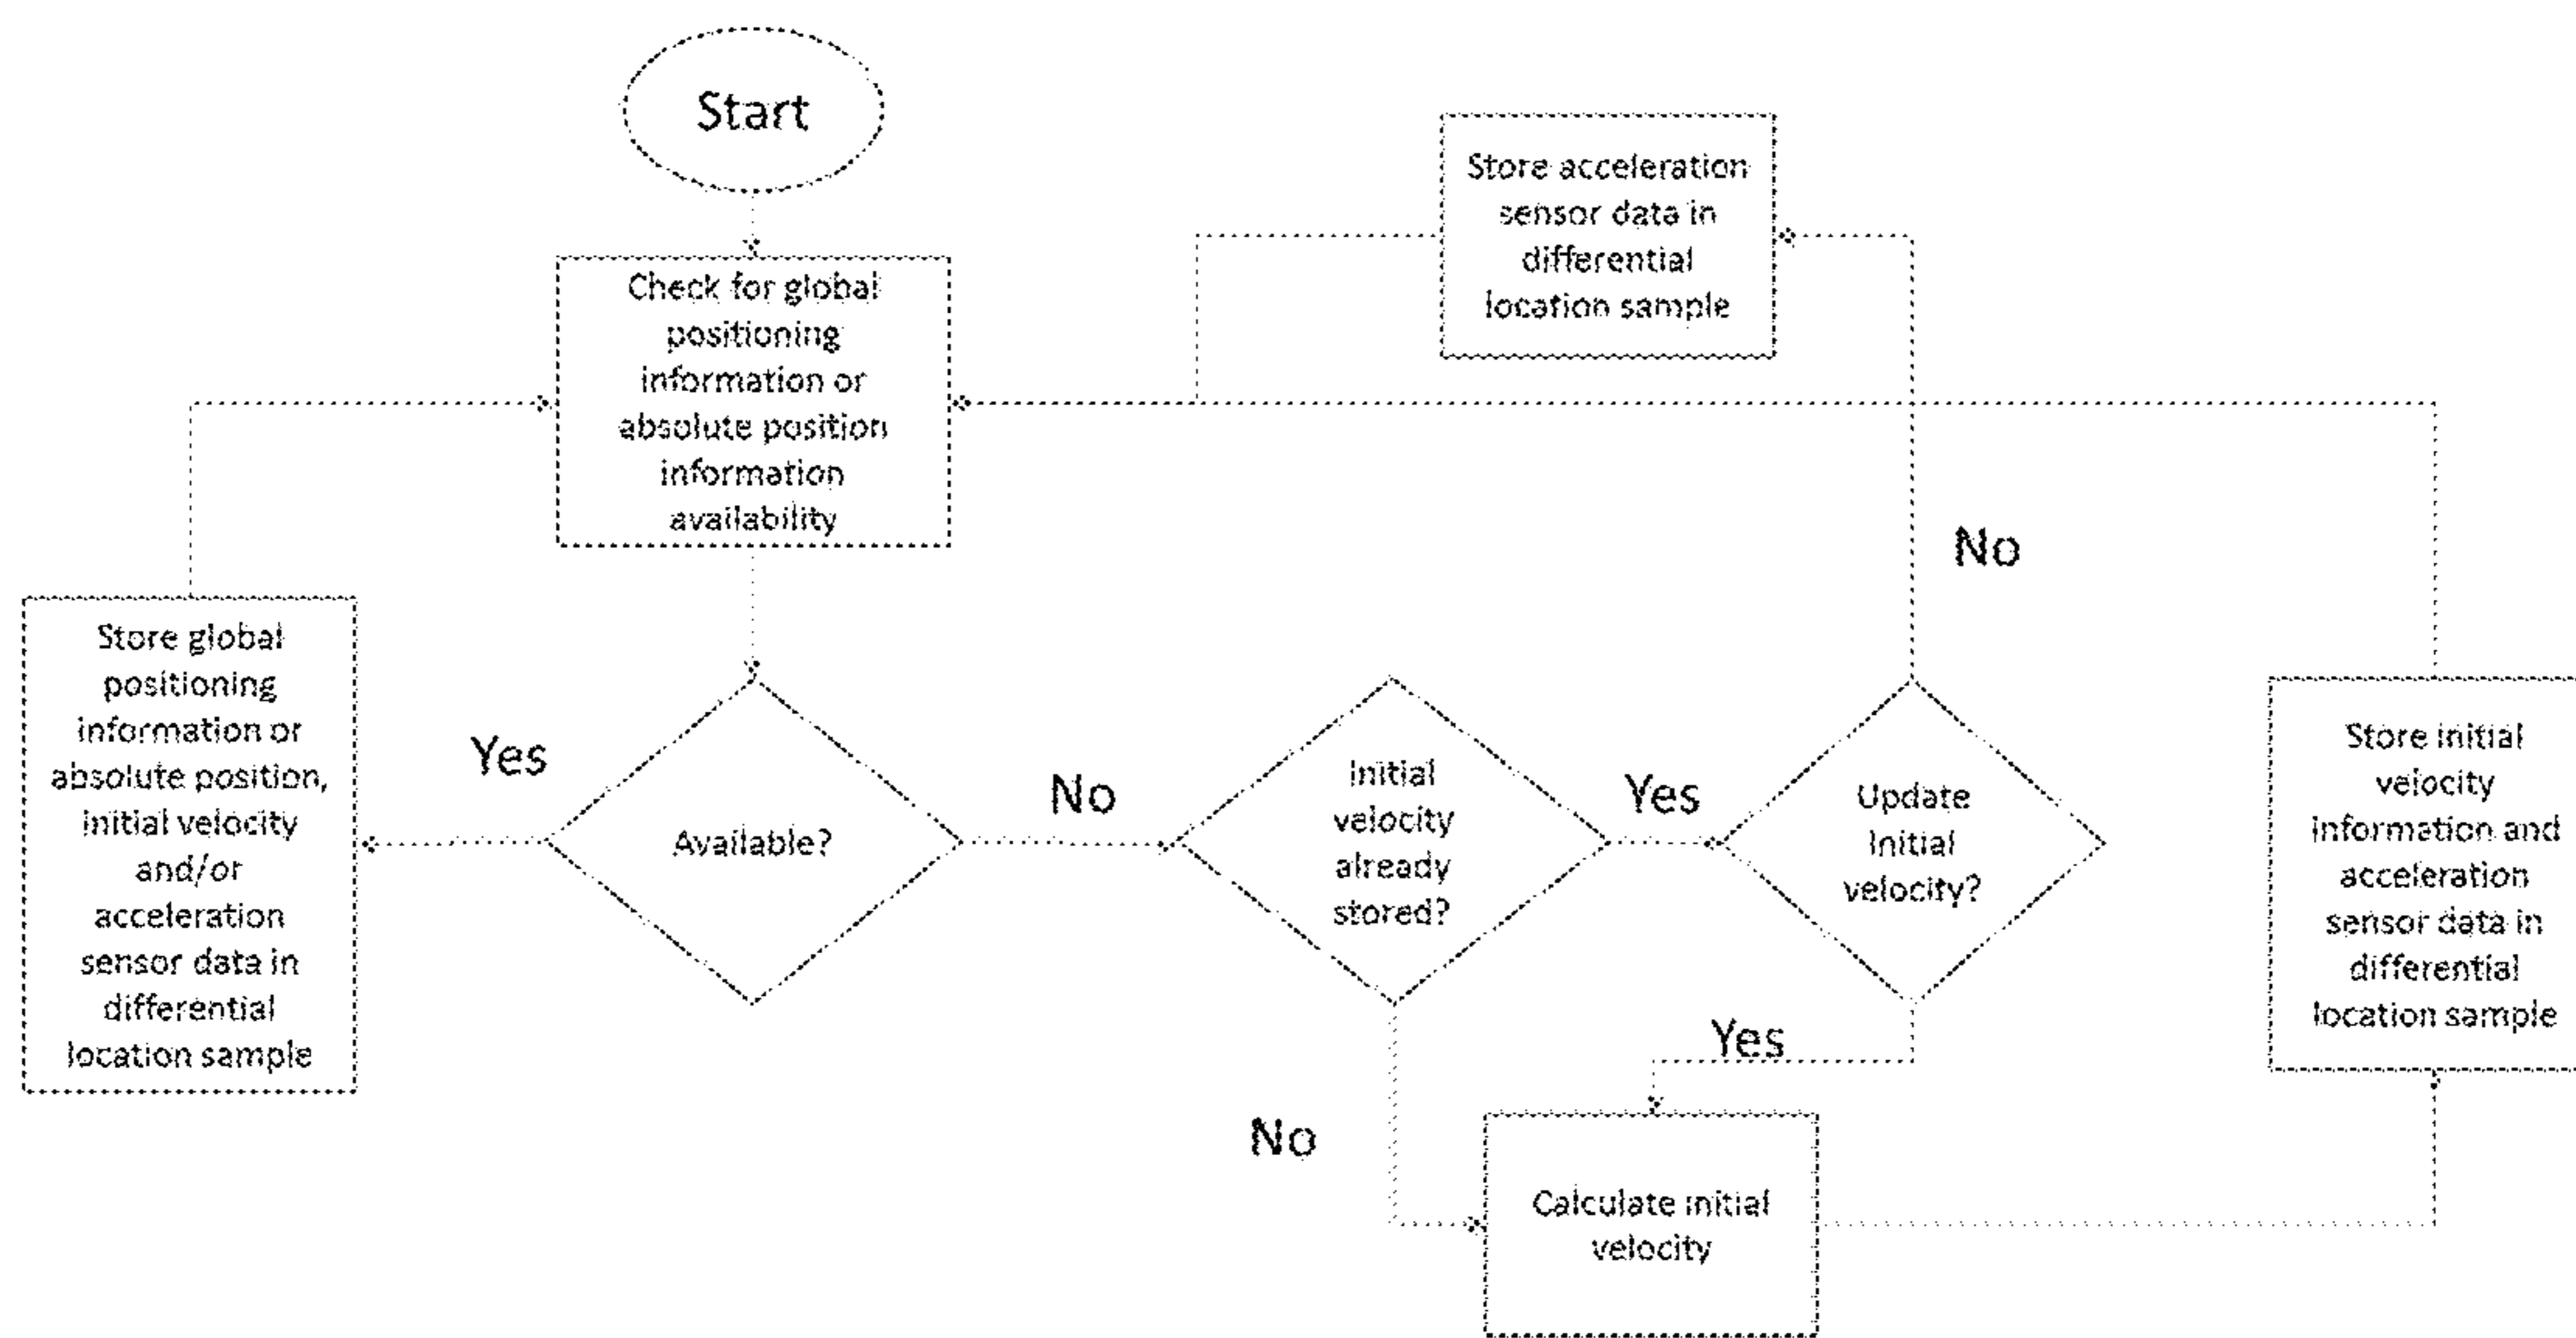 Start
Check for global
positioning
information or
absolute position
information
availability
Store acceleration
sensor data in
differential
location sample
No
Store global
positioning
information or
absolute position,
initial velocity
and/or
acceleration
sensor data in
differential
location sample
Yes
Available?
No
Initial
velocity
already
stored?
Yes
Update
initial
velocity?
Store initial
velocity
information and
acceleration
sensor data in
differential
location sample
Yes
No
Calculate initial
velocity